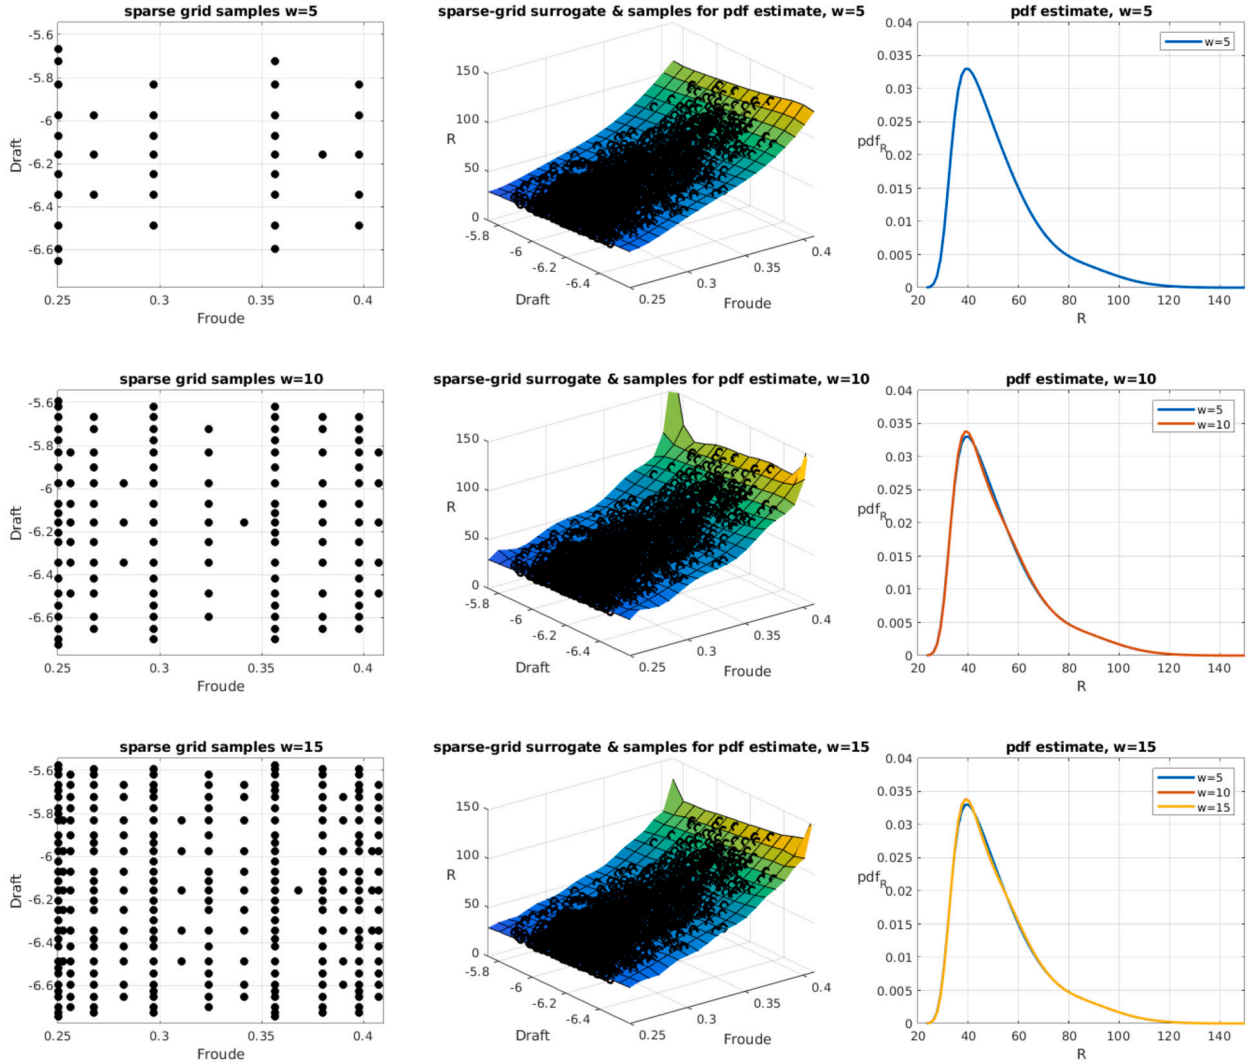 sparse grid samples w=5
-5.6
-5.8
-6
-6.2
-6.4
-6.6
Draft
0.25 0.3 0.35 0.4
Froude
sparse-grid surrogate & samples for pdf estimate, w=5
150
100
R
50
0
-5.8
-6
-6.2
-6.4
Draft
0.25
0.3
0.35
0.4
Froude
pdf estimate, w=5
w=5
0.04
0.035
0.03
0.025
pdfR
0.02
0.015
0.01
0.005
0
20 40 60 80 100 120 140
R
sparse grid samples w=10
-5.6
-5.8
-6
-6.2
-6.4
-6.6
Draft
0.25 0.3 0.35 0.4
Froude
sparse-grid surrogate & samples for pdf estimate, w=10
150
100
R
50
0
-5.8
-6
-6.2
-6.4
Draft
0.25
0.3
0.35
0.4
Froude
pdf estimate, w=10
w=5
w=10
0.04
0.035
0.03
0.025
pdfR
0.02
0.015
0.01
0.005
0
20 40 60 80 100 120 140
R
sparse grid samples w=15
-5.6
-5.8
-6
-6.2
-6.4
-6.6
Draft
0.25 0.3 0.35 0.4
Froude
sparse-grid surrogate & samples for pdf estimate, w=15
150
100
R
50
0
-5.8
-6
-6.2
-6.4
Draft
0.25
0.3
0.35
0.4
Froude
pdf estimate, w=15
w=5
w=10
w=15
0.04
0.035
0.03
0.025
pdfR
0.02
0.015
0.01
0.005
0
20 40 60 80 100 120 140
R